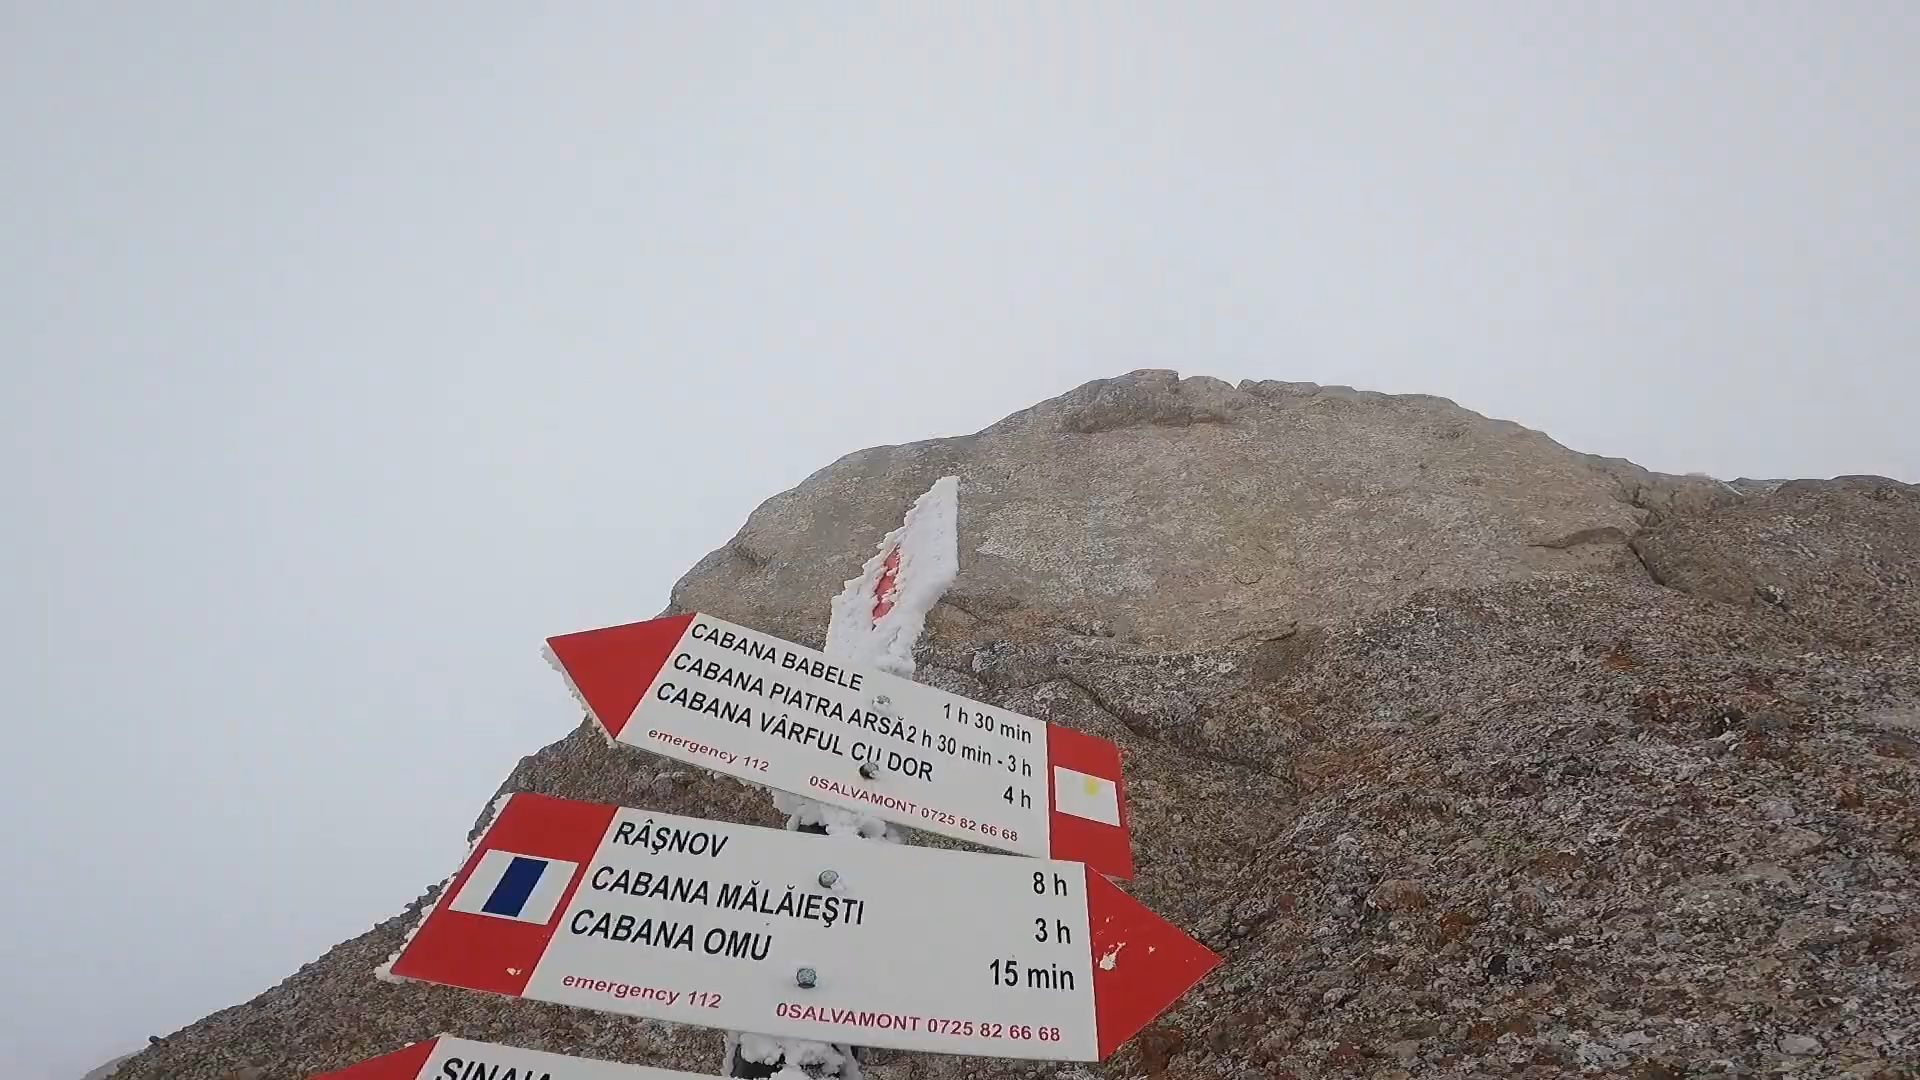 CABANA BABELE 1 h 30 min
CABANA PIATRA ARSĂ 2 h 30 min - 3 h
CABANA VÂRFUL CU DOR 4 h
emergency 112 0SALVAMONT 0725 82 66 68
RÂŞNOV 8 h
CABANA MĂLĂIEŞTI 3 h
CABANA OMU 15 min
emergency 112 0SALVAMONT 0725 82 66 68
SINAIA